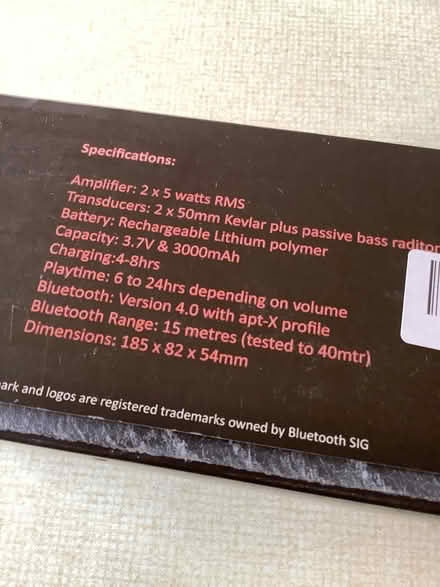 Specifications:
Amplifier: 2 x 5 watts RMS
Transducers: 2 x 50mm Kevlar plus passive bass raditor
Battery: Rechargeable Lithium polymer
Capacity: 3.7V & 3000mAh
Charging:4-8hrs
Playtime: 6 to 24hrs depending on volume
Bluetooth: Version 4.0 with apt-X profile
Bluetooth Range: 15 metres (tested to 40mtr)
Dimensions: 185 x 82 x 54mm
mark and logos are registered trademarks owned by Bluetooth SIG